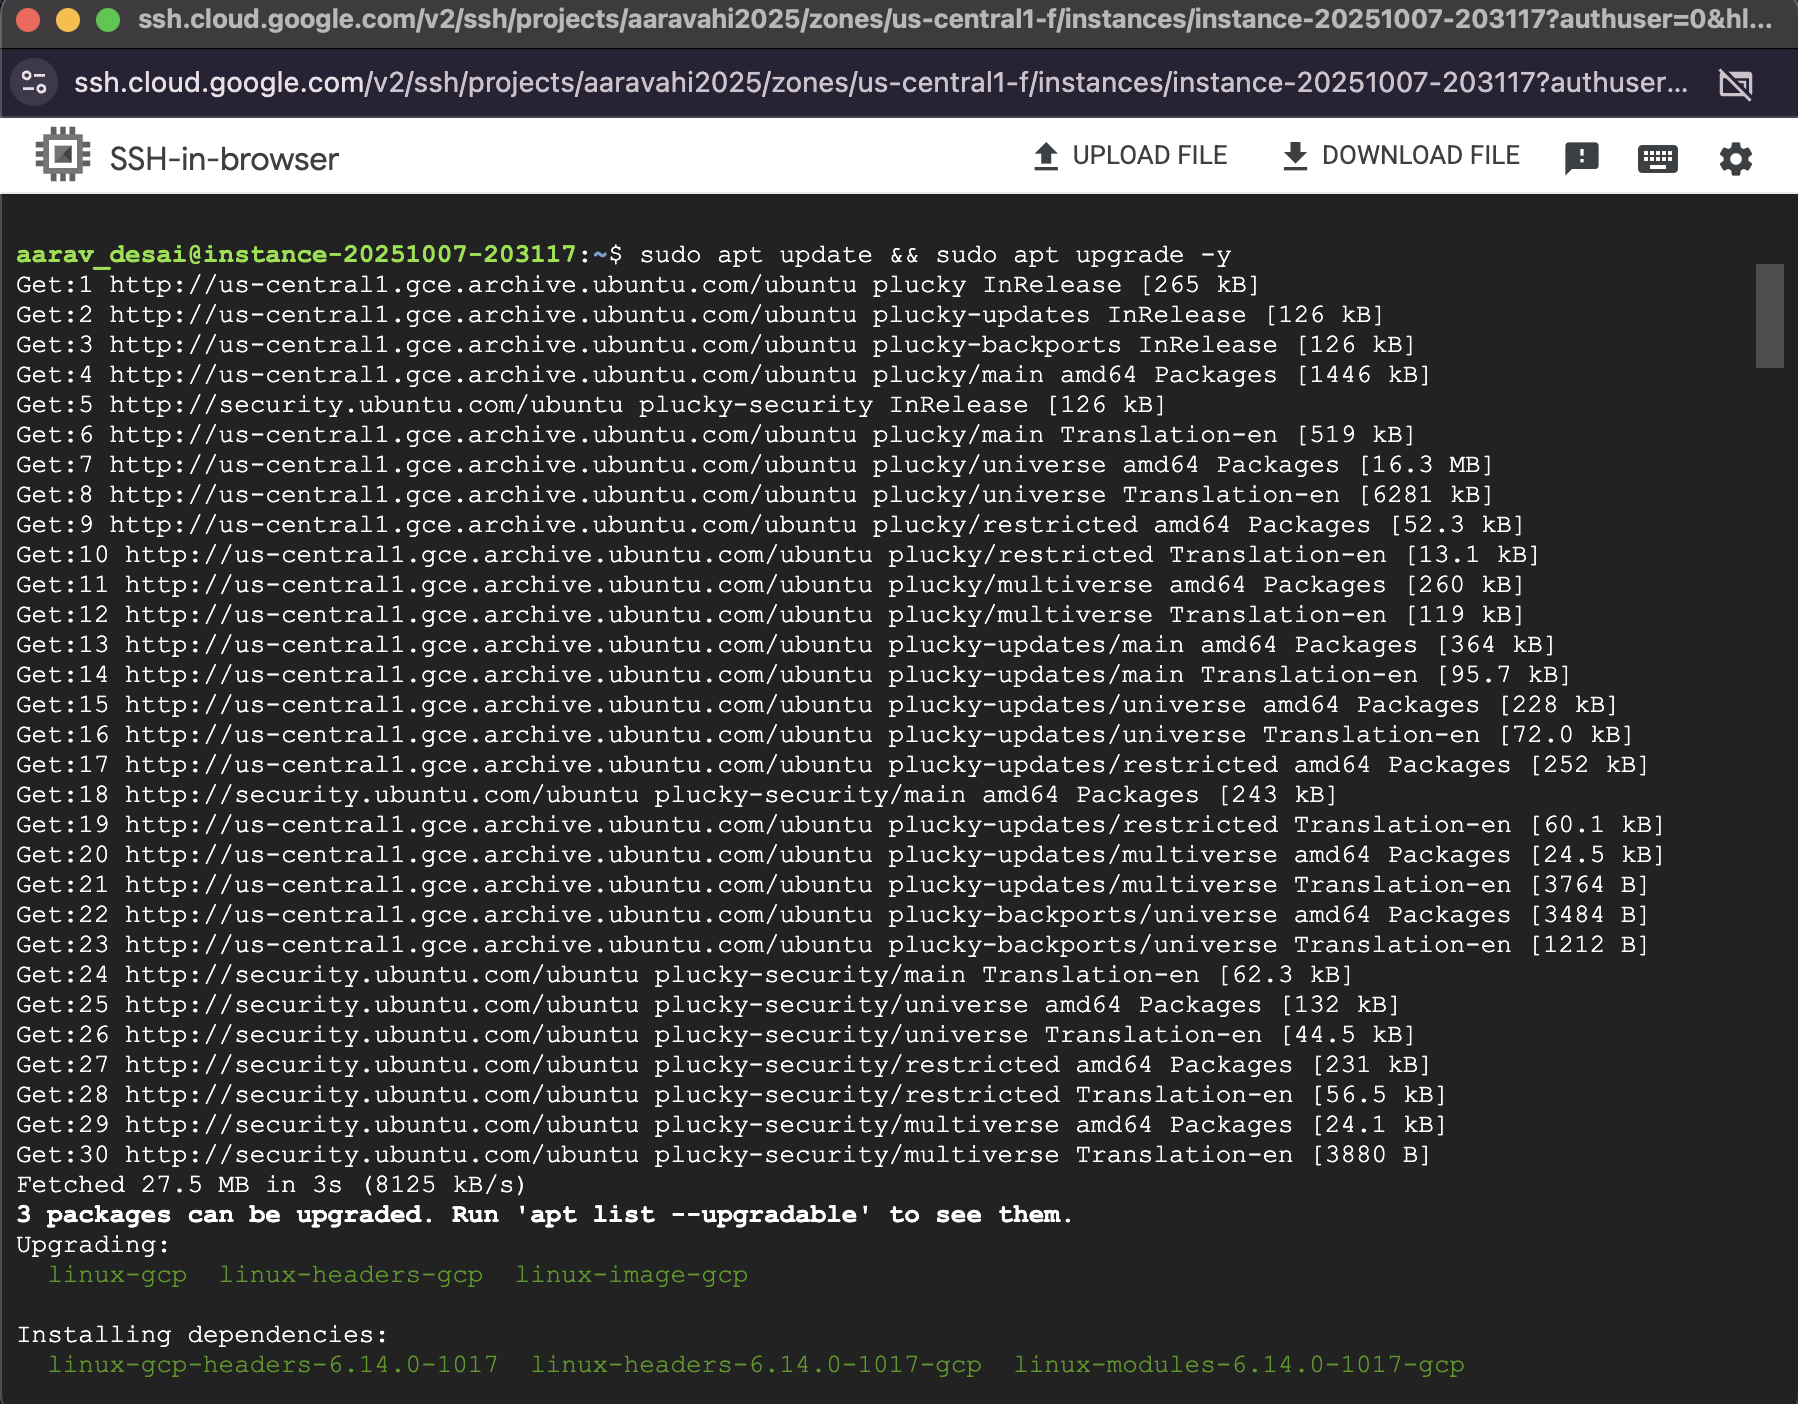 ssh.cloud.google.com/v2/ssh/projects/aaravahi2025/zones/us-central1-f/instances/instance-20251007-203117?authuser=0&hl...
ssh.cloud.google.com/v2/ssh/projects/aaravahi2025/zones/us-central1-f/instances/instance-20251007-203117?authuser...
SSH-in-browser UPLOAD FILE DOWNLOAD FILE
aarav_desai@instance-20251007-203117:~$ sudo apt update && sudo apt upgrade -y
Get:1 http://us-central1.gce.archive.ubuntu.com/ubuntu plucky InRelease [265 kB]
Get:2 http://us-central1.gce.archive.ubuntu.com/ubuntu plucky-updates InRelease [126 kB]
Get:3 http://us-central1.gce.archive.ubuntu.com/ubuntu plucky-backports InRelease [126 kB]
Get:4 http://us-central1.gce.archive.ubuntu.com/ubuntu plucky/main amd64 Packages [1446 kB]
Get:5 http://security.ubuntu.com/ubuntu plucky-security InRelease [126 kB]
Get:6 http://us-central1.gce.archive.ubuntu.com/ubuntu plucky/main Translation-en [519 kB]
Get:7 http://us-central1.gce.archive.ubuntu.com/ubuntu plucky/universe amd64 Packages [16.3 MB]
Get:8 http://us-central1.gce.archive.ubuntu.com/ubuntu plucky/universe Translation-en [6281 kB]
Get:9 http://us-central1.gce.archive.ubuntu.com/ubuntu plucky/restricted amd64 Packages [52.3 kB]
Get:10 http://us-central1.gce.archive.ubuntu.com/ubuntu plucky/restricted Translation-en [13.1 kB]
Get:11 http://us-central1.gce.archive.ubuntu.com/ubuntu plucky/multiverse amd64 Packages [260 kB]
Get:12 http://us-central1.gce.archive.ubuntu.com/ubuntu plucky/multiverse Translation-en [119 kB]
Get:13 http://us-central1.gce.archive.ubuntu.com/ubuntu plucky-updates/main amd64 Packages [364 kB]
Get:14 http://us-central1.gce.archive.ubuntu.com/ubuntu plucky-updates/main Translation-en [95.7 kB]
Get:15 http://us-central1.gce.archive.ubuntu.com/ubuntu plucky-updates/universe amd64 Packages [228 kB]
Get:16 http://us-central1.gce.archive.ubuntu.com/ubuntu plucky-updates/universe Translation-en [72.0 kB]
Get:17 http://us-central1.gce.archive.ubuntu.com/ubuntu plucky-updates/restricted amd64 Packages [252 kB]
Get:18 http://security.ubuntu.com/ubuntu plucky-security/main amd64 Packages [243 kB]
Get:19 http://us-central1.gce.archive.ubuntu.com/ubuntu plucky-updates/restricted Translation-en [60.1 kB]
Get:20 http://us-central1.gce.archive.ubuntu.com/ubuntu plucky-updates/multiverse amd64 Packages [24.5 kB]
Get:21 http://us-central1.gce.archive.ubuntu.com/ubuntu plucky-updates/multiverse Translation-en [3764 B]
Get:22 http://us-central1.gce.archive.ubuntu.com/ubuntu plucky-backports/universe amd64 Packages [3484 B]
Get:23 http://us-central1.gce.archive.ubuntu.com/ubuntu plucky-backports/universe Translation-en [1212 B]
Get:24 http://security.ubuntu.com/ubuntu plucky-security/main Translation-en [62.3 kB]
Get:25 http://security.ubuntu.com/ubuntu plucky-security/universe amd64 Packages [132 kB]
Get:26 http://security.ubuntu.com/ubuntu plucky-security/universe Translation-en [44.5 kB]
Get:27 http://security.ubuntu.com/ubuntu plucky-security/restricted amd64 Packages [231 kB]
Get:28 http://security.ubuntu.com/ubuntu plucky-security/restricted Translation-en [56.5 kB]
Get:29 http://security.ubuntu.com/ubuntu plucky-security/multiverse amd64 Packages [24.1 kB]
Get:30 http://security.ubuntu.com/ubuntu plucky-security/multiverse Translation-en [3880 B]
Fetched 27.5 MB in 3s (8125 kB/s)
3 packages can be upgraded. Run 'apt list --upgradable' to see them.
Upgrading:
linux-gcp linux-headers-gcp linux-image-gcp
Installing dependencies:
linux-gcp-headers-6.14.0-1017 linux-headers-6.14.0-1017-gcp linux-modules-6.14.0-1017-gcp